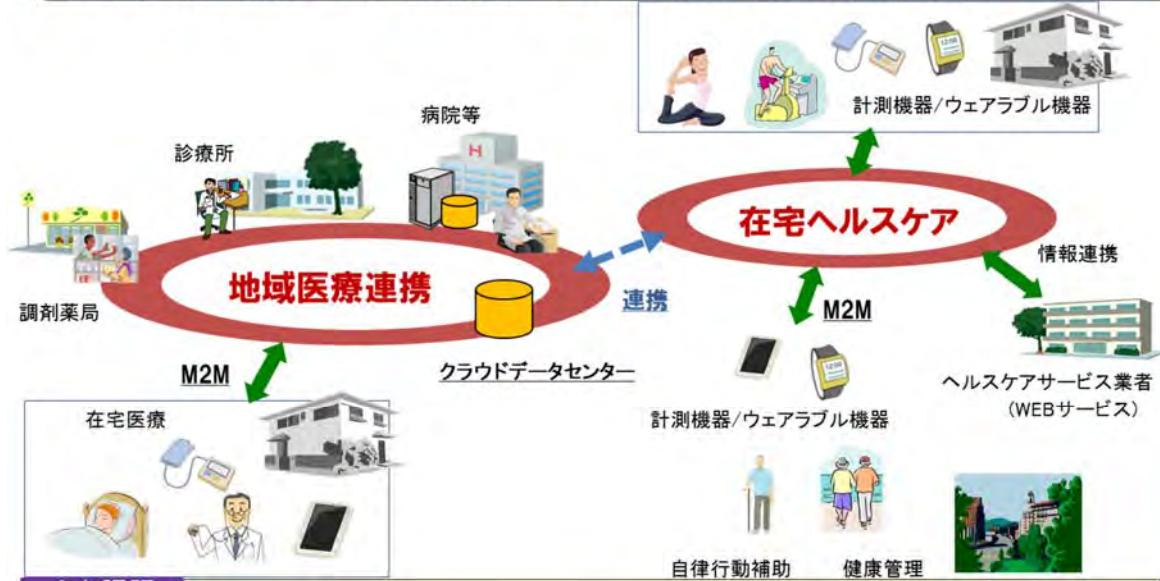 計測機器/ウェアラブル機器
病院等
診療所
在宅ヘルスケア
情報連携
地域医療連携
連携
調剤薬局
M2M
M2M
クラウドデータセンター
ヘルスケアサービス業者
(WEBサービス)
在宅医療
計測機器/ウェアラブル機器
自律行動補助
健康管理